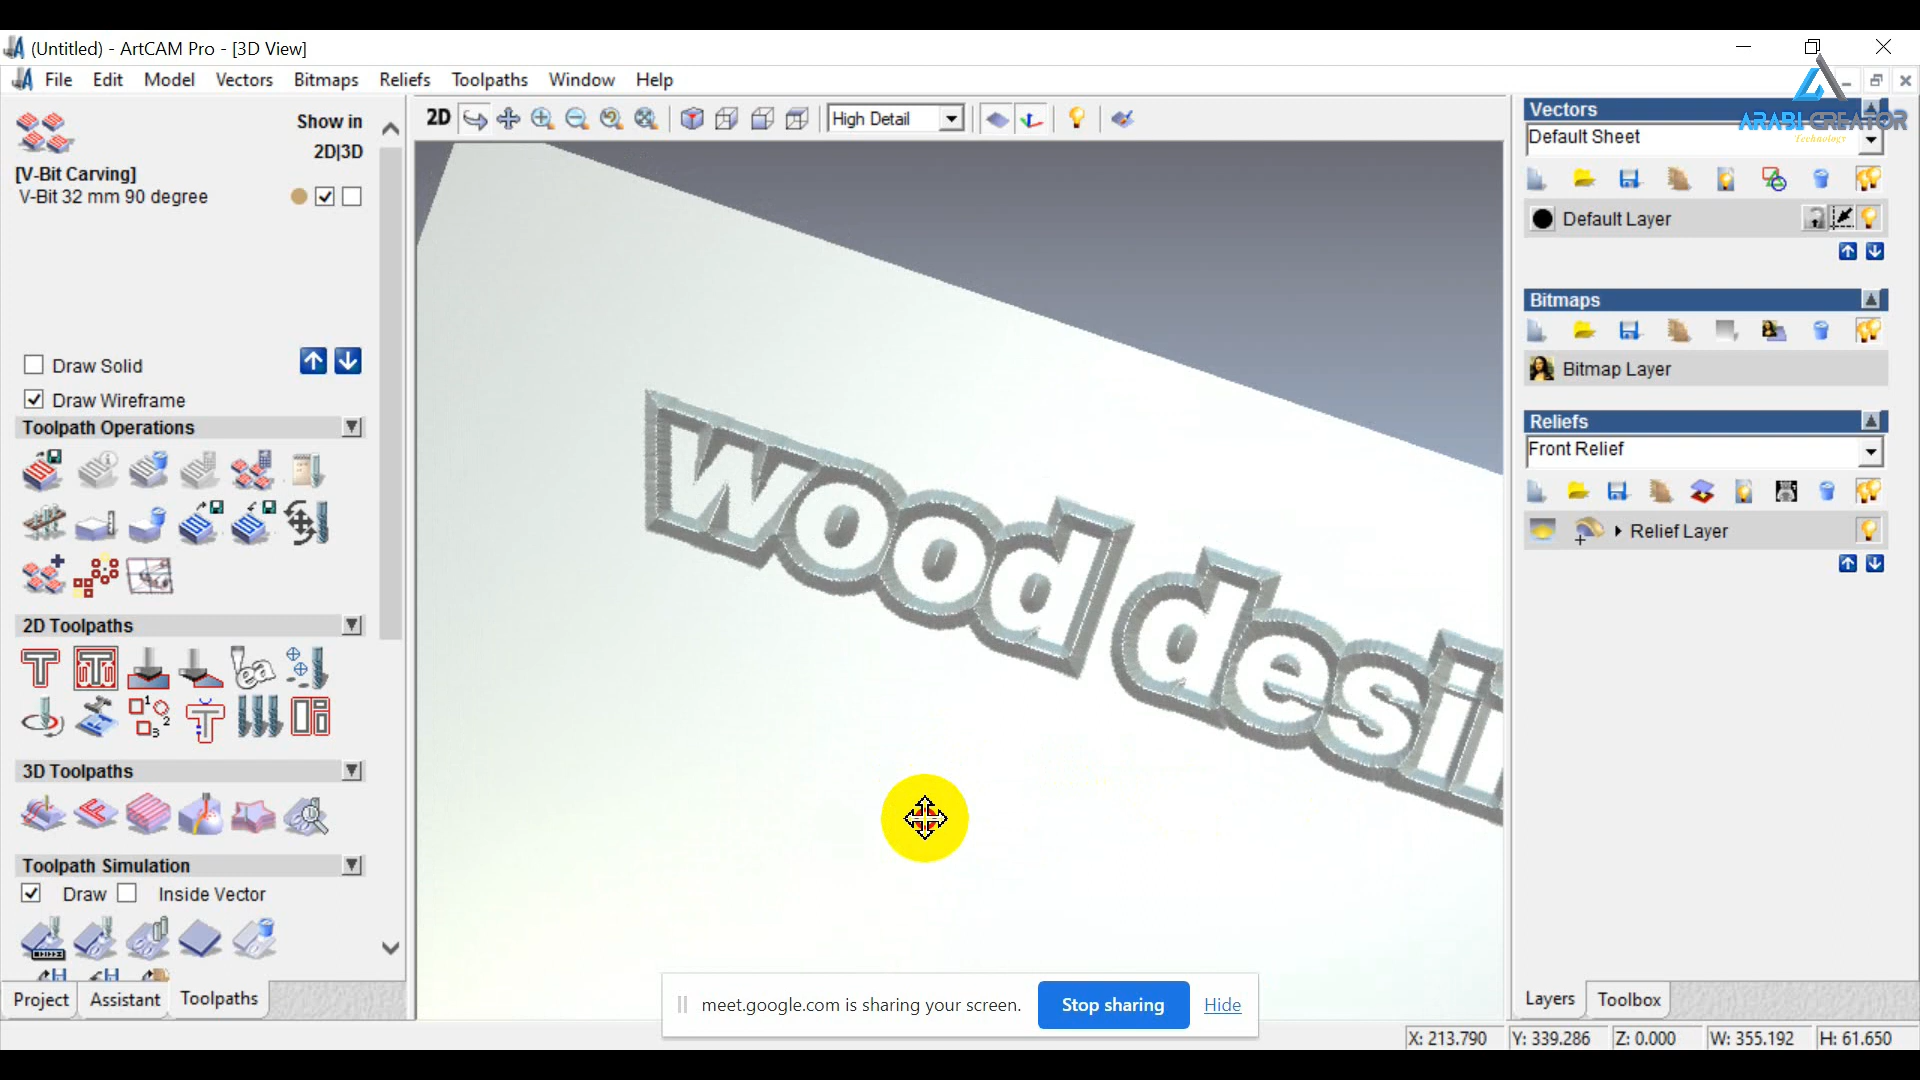 (Untitled) - ArtCAM Pro - [3D View]
File Edit Model Vectors Bitmaps Reliefs Toolpaths Window Help
Show in
2D|3D
[V-Bit Carving]
V-Bit 32 mm 90 degree
Draw Solid
Draw Wireframe
Toolpath Operations
2D Toolpaths
3D Toolpaths
Toolpath Simulation
Draw Inside Vector
Project Assistant Toolpaths
2D High Detail
wood desi
meet.google.com is sharing your screen. Stop sharing Hide
Vectors
ARABI CREATOR
Technology
Default Sheet
Default Layer
Bitmaps
Bitmap Layer
Reliefs
Front Relief
Relief Layer
Layers Toolbox
X: 213.790 Y: 339.286 Z: 0.000 W: 355.192 H: 61.650